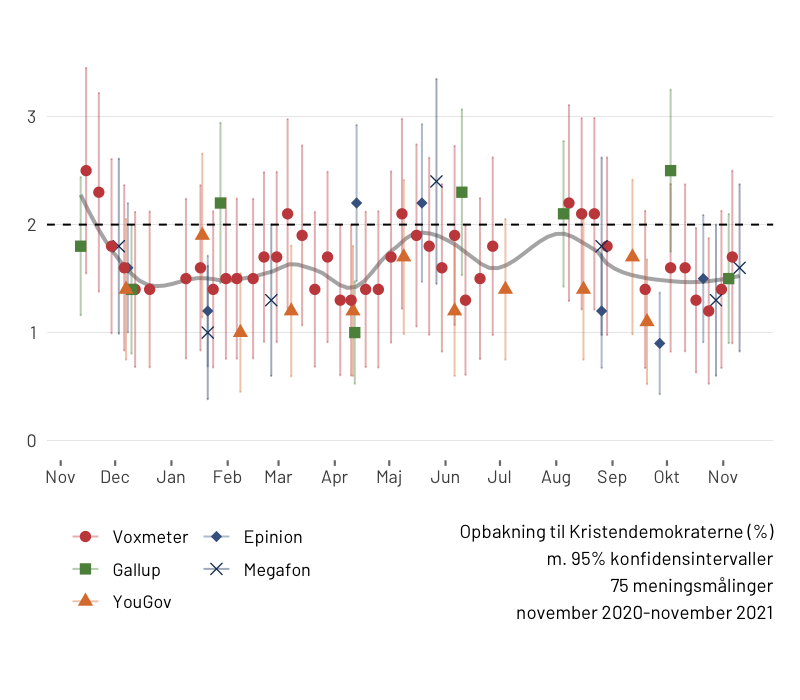 3
2
1
0
Nov Dec Jan Feb Mar Apr Maj Jun Jul Aug Sep Okt Nov
Voxmeter Epinion
Gallup Megafon
YouGov
Opbakning til Kristendemokraterne (%)
m. 95% konfidensintervaller
75 meningsmålinger
november 2020-november 2021